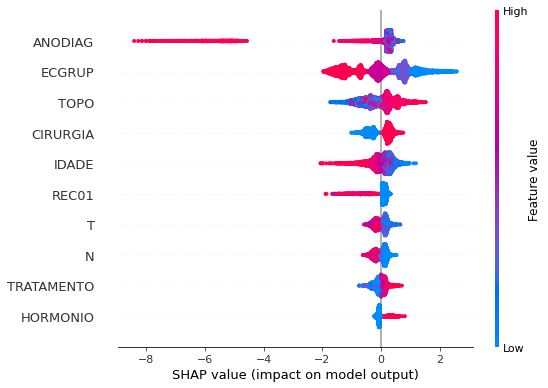 High
ANODIAG
ECGRUP
TOPO
CIRURGIA
IDADE
REC01
T
N
TRATAMENTO
HORMONIO
Feature value
Low
−8 −6 −4 −2 0 2
SHAP value (impact on model output)